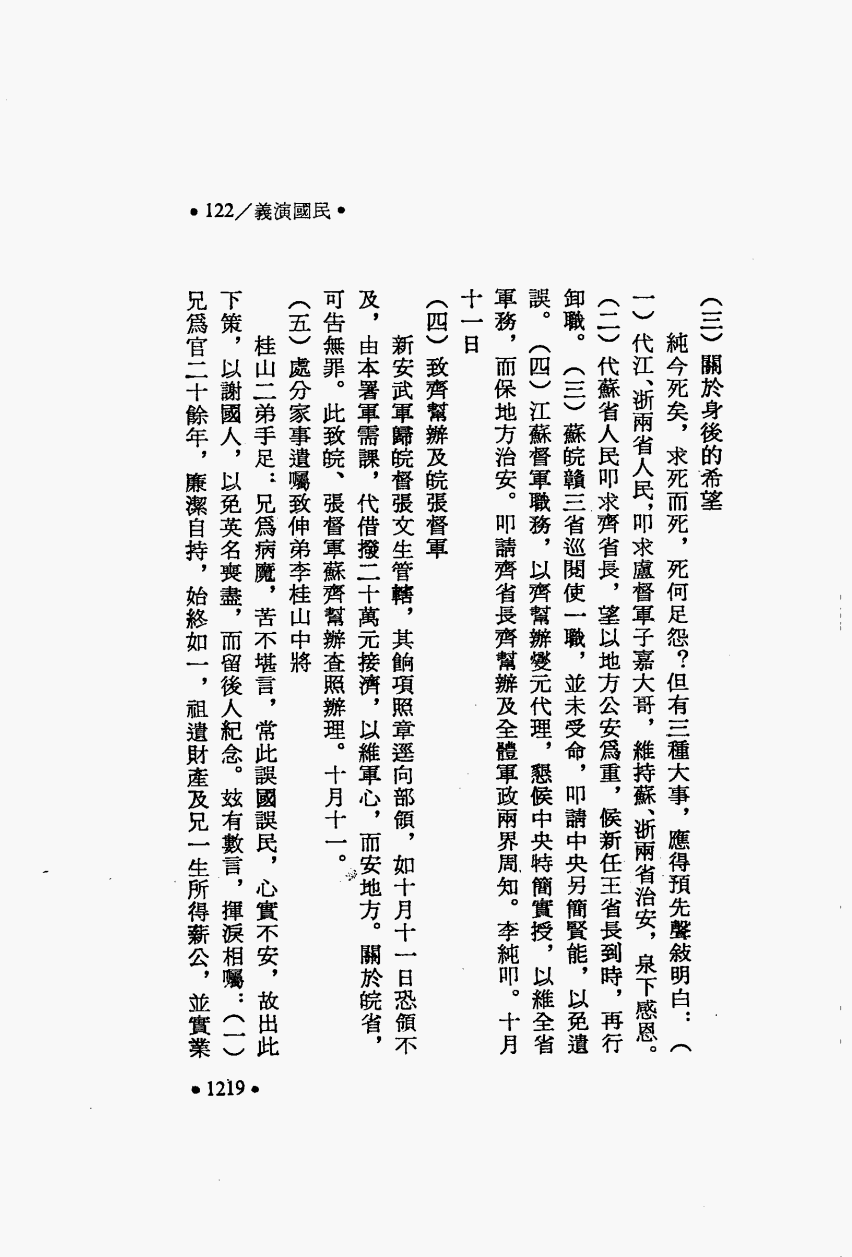 •122/義演國民•
（三）關於身後的希望
純今死矣，求死而死，死何足怨？但有三種大事，應得預先聲敍明白：（
一）代江、浙兩省人民，叩求盧督軍子嘉大哥，維持蘇、浙兩省治安，泉下感恩。
（二）代蘇省人民叩求齊省長，望以地方公安爲重，候新任王省長到時，再行
卸職。（三）蘇皖贛三省巡閱使一職，並未受命，叩請中央另簡賢能，以免遺
誤。（四）江蘇督軍職務，以齊幫辦燮元代理，懇候中央特簡實授，以維全省
軍務，而保地方治安。叩請齊省長齊幫辦及全體軍政兩界周知。李純叩。十月
十一日
（四）致齊幫辦及皖張督軍
新安武軍歸皖督張文生管轄，其餉項照章逕向部領，如十月十一日恐領不
及，由本署軍需課，代借撥二十萬元接濟，以維軍心，而安地方。關於皖省，
可告無罪。此致皖、張督軍蘇齊幫辦查照辦理。十月十一。
（五）處分家事遺囑致伸弟李桂山中將
桂山二弟手足：兄爲病魔，苦不堪言，常此誤國誤民，心實不安，故出此
下策，以謝國人，以免英名喪盡，而留後人紀念。玆有數言，揮淚相囑：（一）
兄爲官二十餘年，廉潔自持，始終如一，祖遺財產及兄一生所得薪公，並實業
•1219•